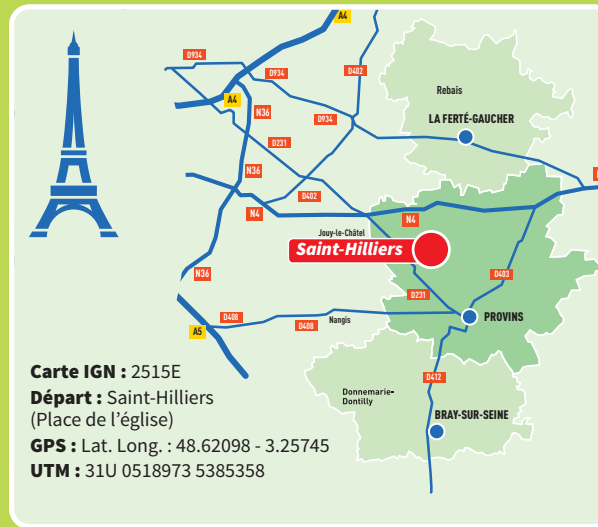 A4
D934
D934
D402
A4
Rebais
N36
D934
LA FERTÉ-GAUCHER
D231
N36
D402
N4
N4
Jouy-le-Châtel
Saint-Hilliers
N36
D403
D231
D408
D408
Nangis
PROVINS
A5
D412
Donnemarie-
Dontilly
BRAY-SUR-SEINE
Carte IGN : 2515E
Départ : Saint-Hilliers
(Place de l'église)
GPS : Lat. Long. : 48.62098 - 3.25745
UTM : 31U 0518973 5385358